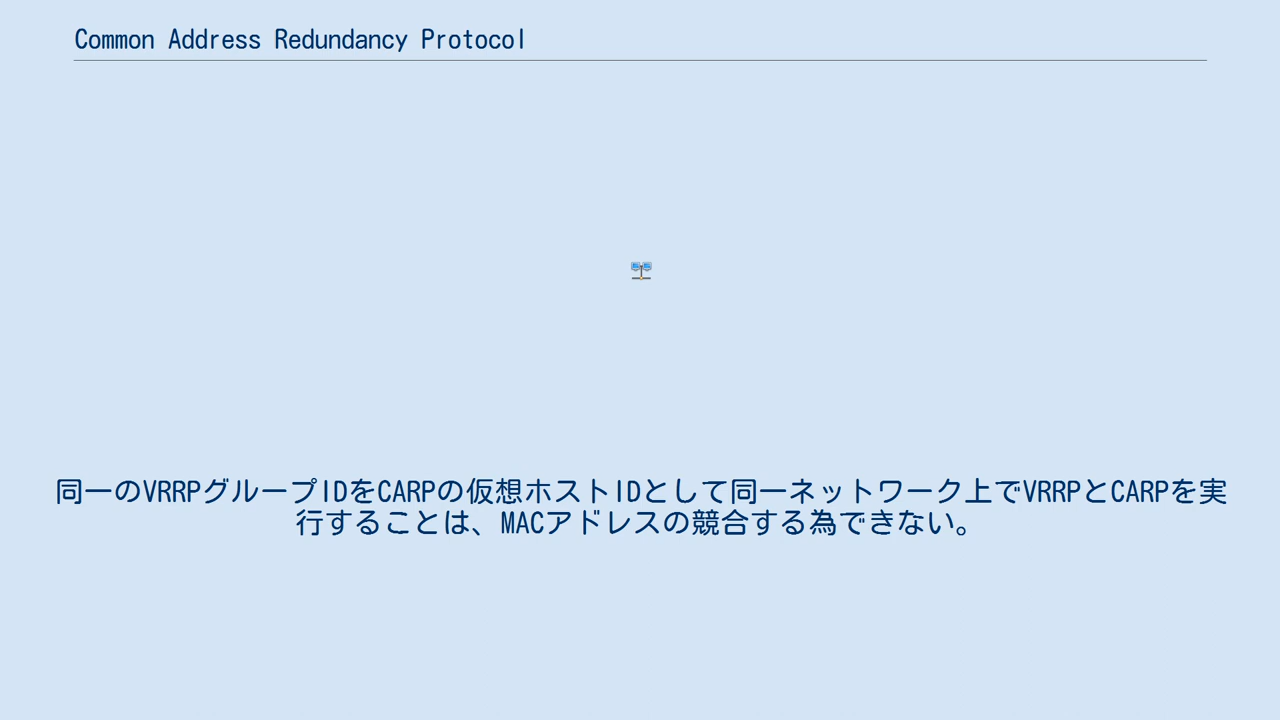 Common Address Redundancy Protocol
同一のVRRPグループIDをCARPの仮想ホストIDとして同一ネットワーク上でVRRPとCARPを実
行することは、MACアドレスの競合する為できない。